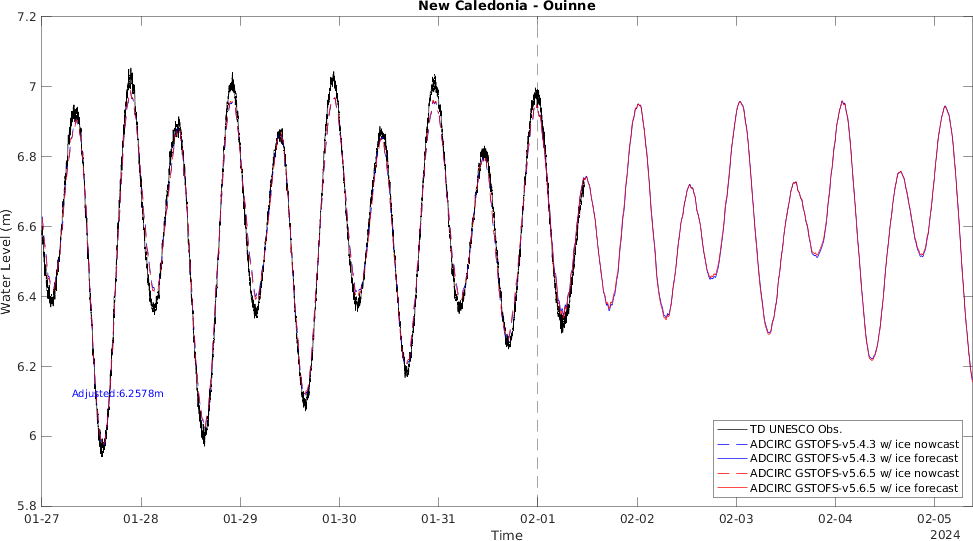 New Caledonia - Ouinne
7.2
7
6.8
6.6
6.4
6.2
6
5.8
Water Level (m)
Adjusted:6.2578m
TD UNESCO Obs.
ADCIRC GSTOFS-v5.4.3 w/ ice nowcast
ADCIRC GSTOFS-v5.4.3 w/ ice forecast
ADCIRC GSTOFS-v5.6.5 w/ ice nowcast
ADCIRC GSTOFS-v5.6.5 w/ ice forecast
01-27 01-28 01-29 01-30 01-31 02-01 02-02 02-03 02-04 02-05
2024
Time